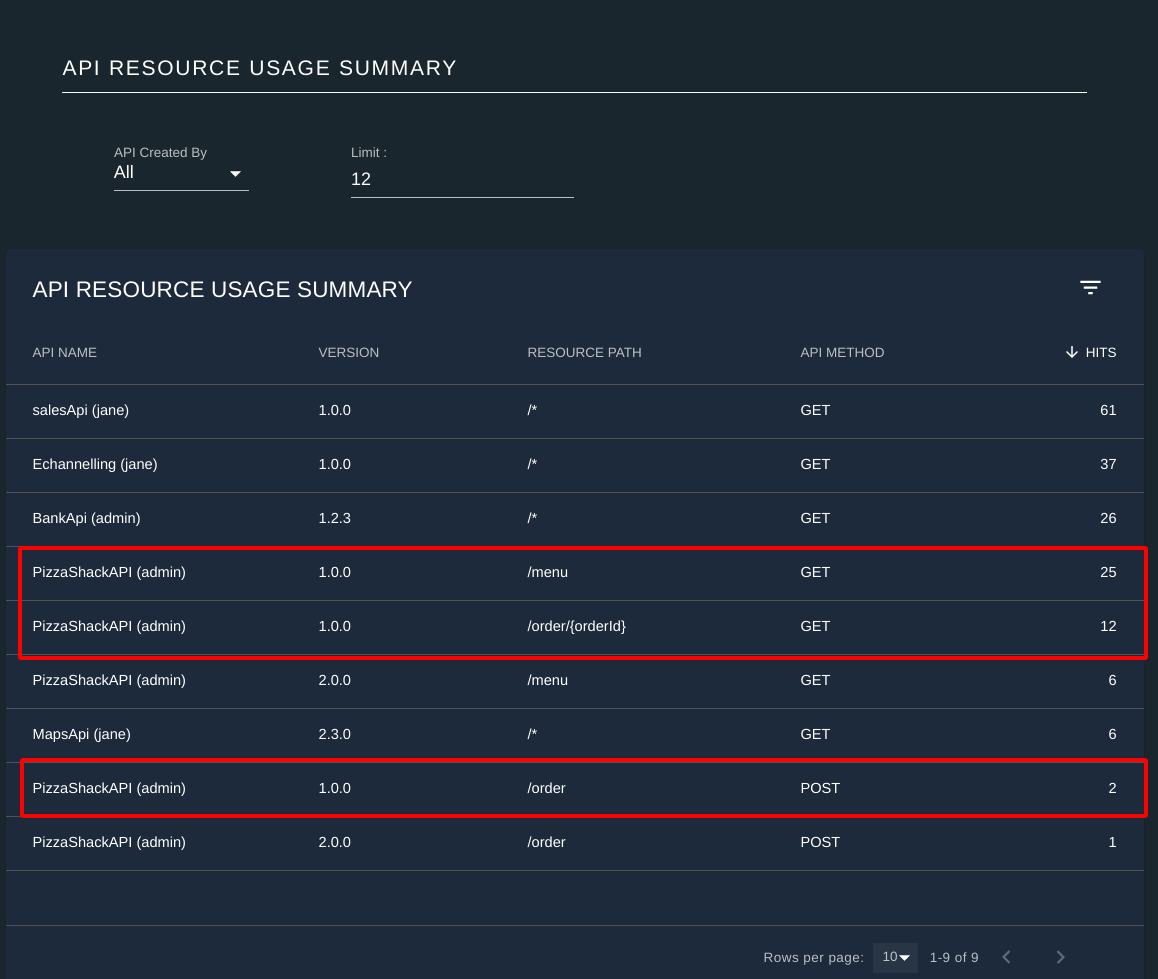 API RESOURCE USAGE SUMMARY
API Created By Limit :
All 12
API RESOURCE USAGE SUMMARY
API NAME VERSION RESOURCE PATH API METHOD HITS
salesApi (jane) 1.0.0 /* GET 61
Echannelling (jane) 1.0.0 /* GET 37
BankApi (admin) 1.2.3 /* GET 26
PizzaShackAPI (admin) 1.0.0 /menu GET 25
PizzaShackAPI (admin) 1.0.0 /order/{orderId} GET 12
PizzaShackAPI (admin) 2.0.0 /menu GET 6
MapsApi (jane) 2.3.0 /* GET 6
PizzaShackAPI (admin) 1.0.0 /order POST 2
PizzaShackAPI (admin) 2.0.0 /order POST 1
Rows per page: 10 1-9 of 9